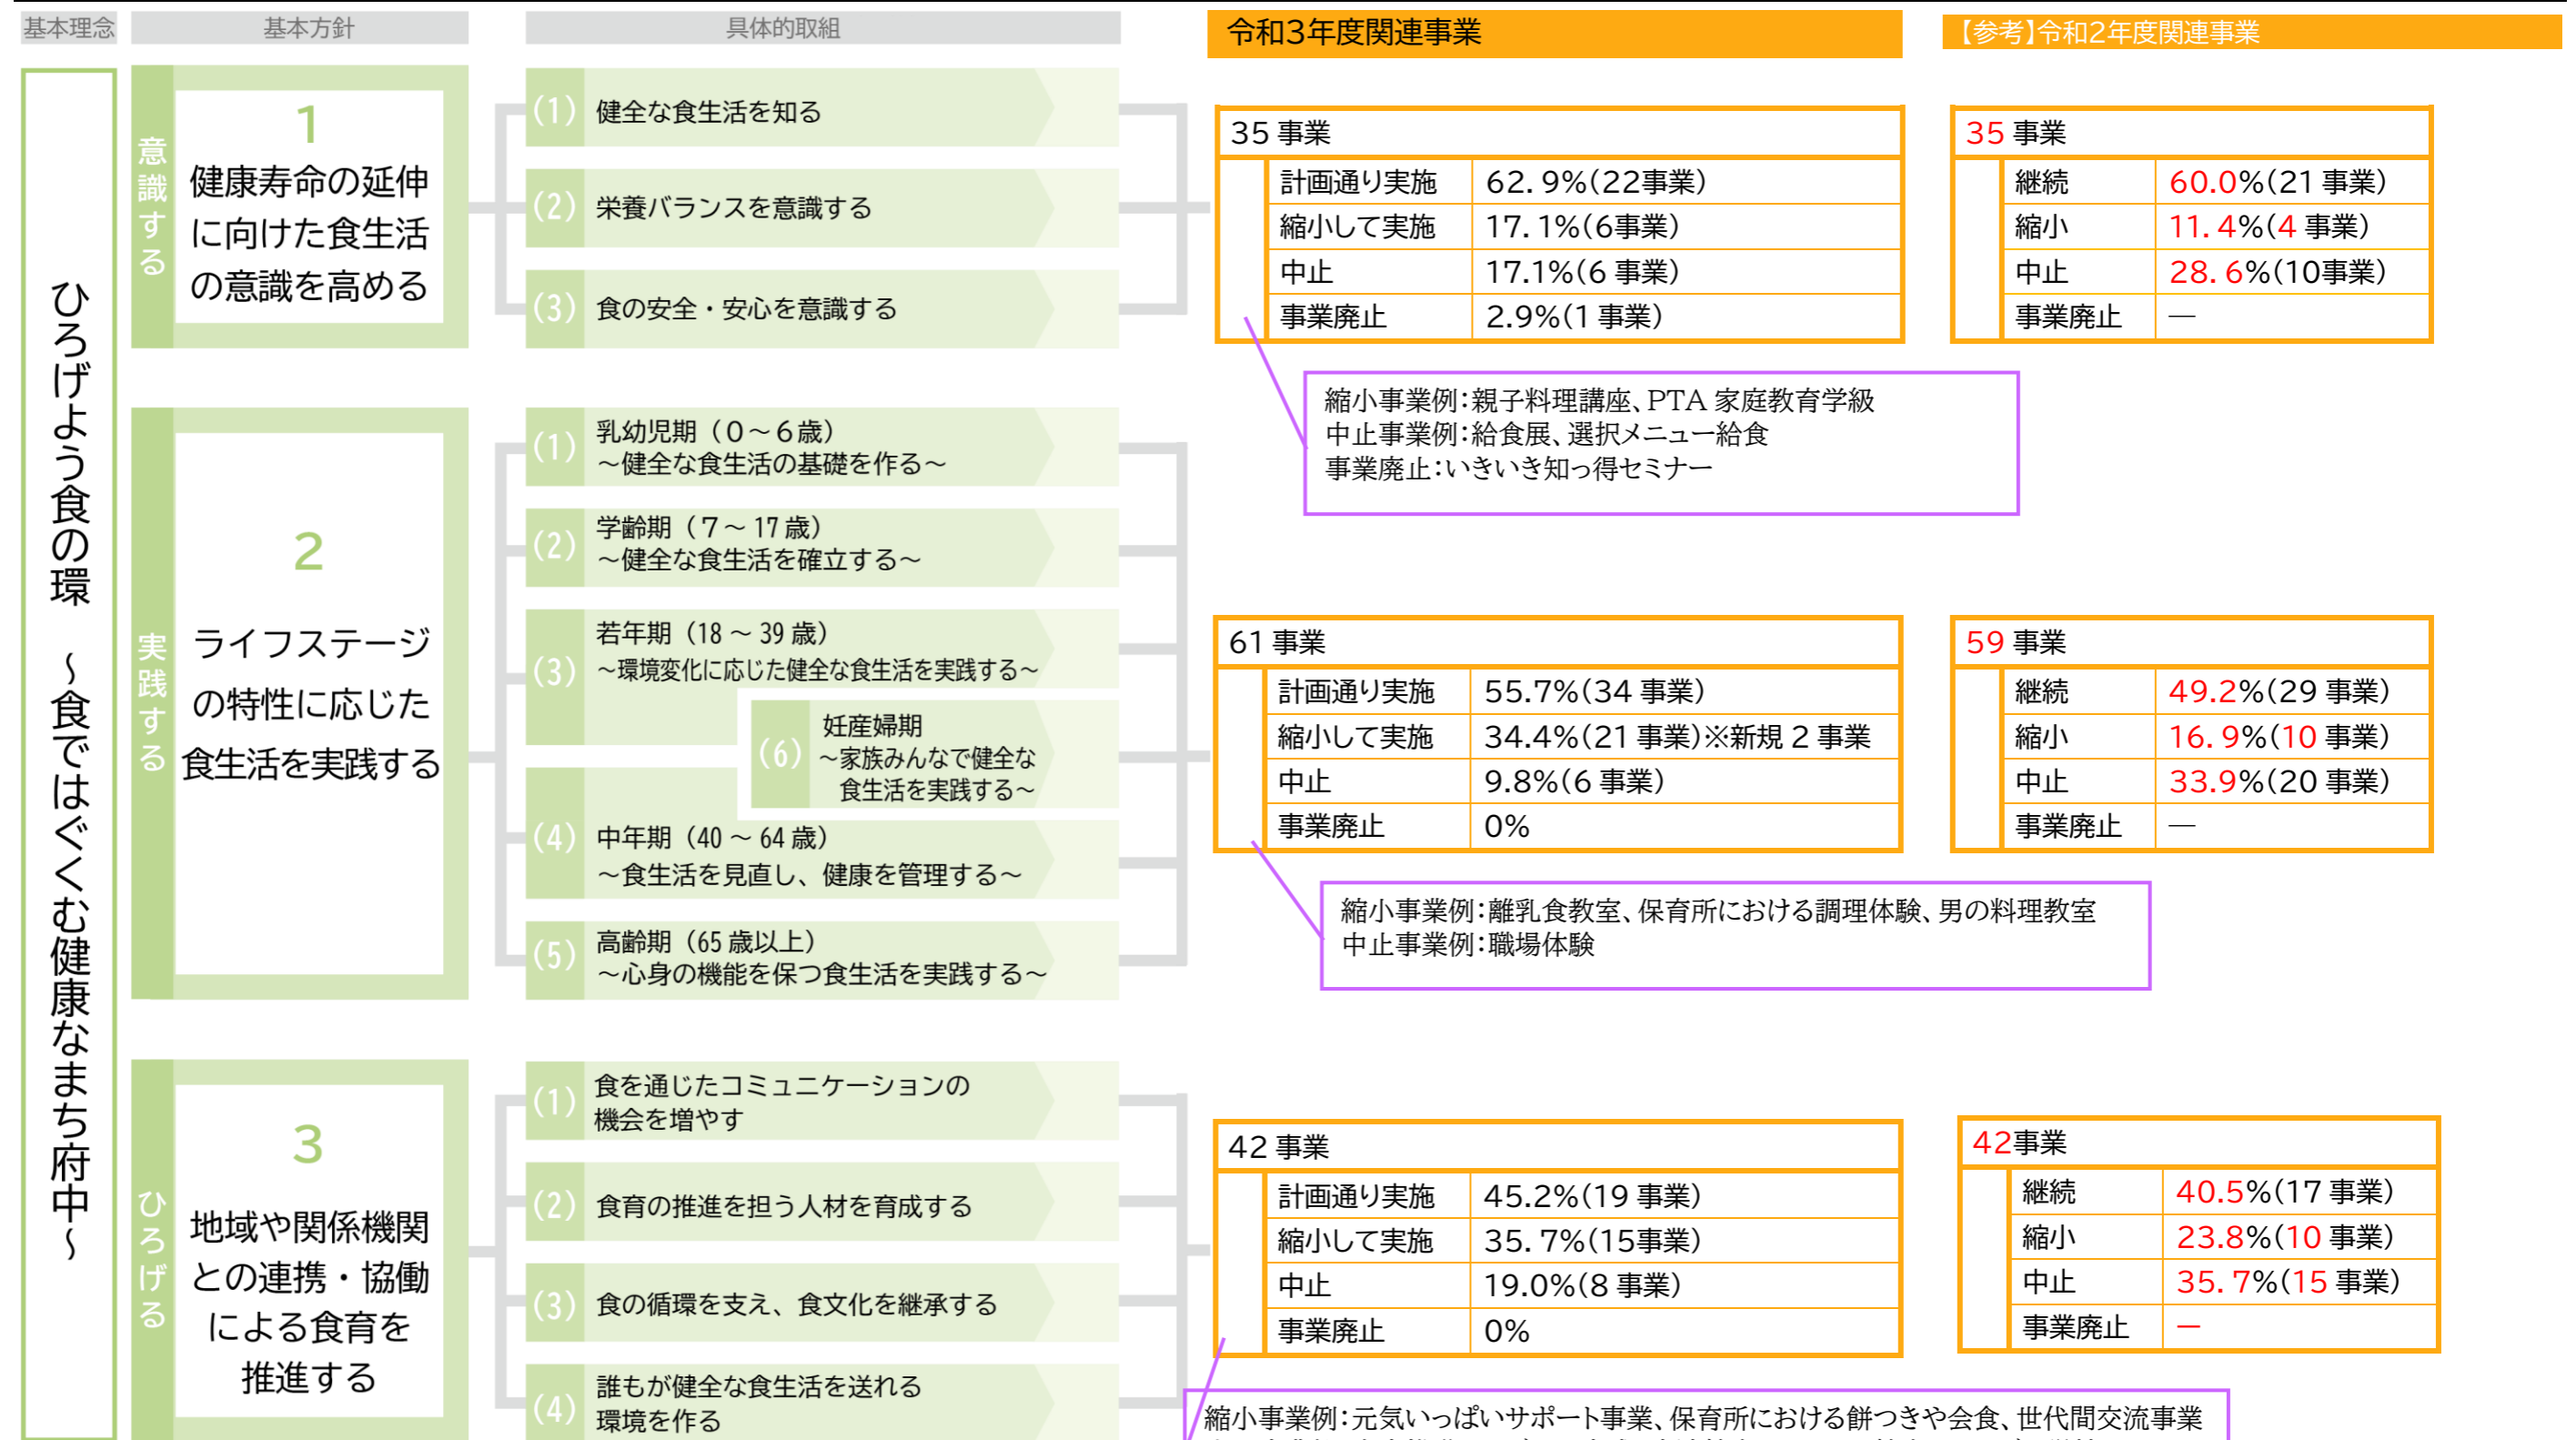 基本理念
基本方針
具体的取組
令和3年度関連事業
【参考】令和2年度関連事業
ひろげよう食の環 ～食ではぐくむ健康なまち府中～
意識する
1
健康寿命の延伸
に向けた食生活
の意識を高める
(1) 健全な食生活を知る
(2) 栄養バランスを意識する
(3) 食の安全・安心を意識する
35 事業
計画通り実施 62.9%(22事業)
縮小して実施 17.1%(6事業)
中止 17.1%(6 事業)
事業廃止 2.9%(1 事業)
35 事業
継続 60.0%(21 事業)
縮小 11.4%(4 事業)
中止 28.6%(10事業)
事業廃止 ―
縮小事業例：親子料理講座、PTA 家庭教育学級
中止事業例：給食展、選択メニュー給食
事業廃止：いきいき知っ得セミナー
実践する
2
ライフステージ
の特性に応じた
食生活を実践する
(1) 乳幼児期（０～６歳）
～健全な食生活の基礎を作る～
(2) 学齢期（７～17歳）
～健全な食生活を確立する～
(3) 若年期（18～39歳）
～環境変化に応じた健全な食生活を実践する～
(6) 妊産婦期
～家族みんなで健全な
食生活を実践する～
(4) 中年期（40～64歳）
～食生活を見直し、健康を管理する～
(5) 高齢期（65歳以上）
～心身の機能を保つ食生活を実践する～
61 事業
計画通り実施 55.7%(34 事業)
縮小して実施 34.4%(21 事業)※新規 2 事業
中止 9.8%(6 事業)
事業廃止 0%
59 事業
継続 49.2%(29 事業)
縮小 16.9%(10 事業)
中止 33.9%(20 事業)
事業廃止 ―
縮小事業例：離乳食教室、保育所における調理体験、男の料理教室
中止事業例：職場体験
ひろげる
3
地域や関係機関
との連携・協働
による食育を
推進する
(1) 食を通じたコミュニケーションの
機会を増やす
(2) 食育の推進を担う人材を育成する
(3) 食の循環を支え、食文化を継承する
(4) 誰もが健全な食生活を送れる
環境を作る
42 事業
計画通り実施 45.2%(19 事業)
縮小して実施 35.7%(15事業)
中止 19.0%(8 事業)
事業廃止 0%
42事業
継続 40.5%(17 事業)
縮小 23.8%(10 事業)
中止 35.7%(15 事業)
事業廃止 ―
縮小事業例：元気いっぱいサポート事業、保育所における餅つきや会食、世代間交流事業